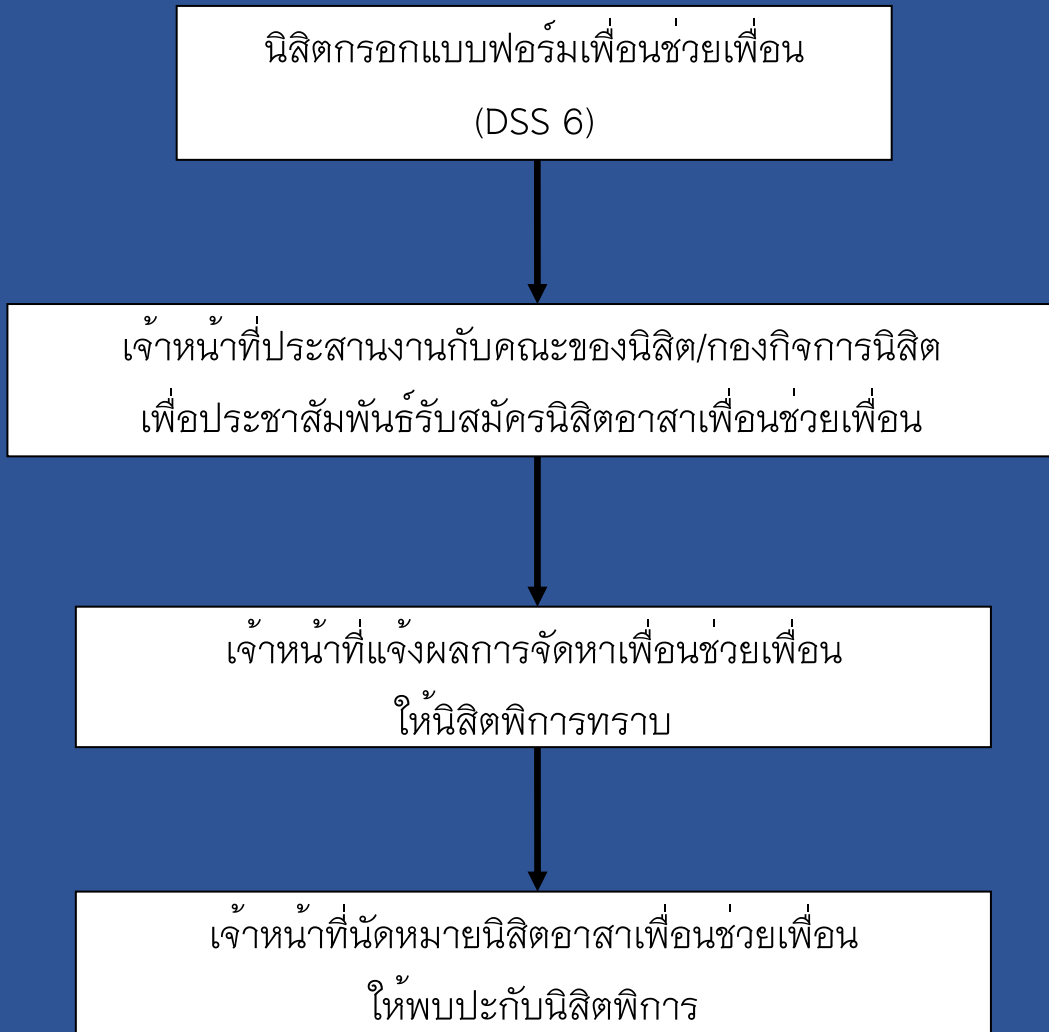 นิสิตกรอกแบบฟอร์มเพื่อนช่วยเพื่อน
(DSS 6)
เจ้าหน้าที่ประสานงานกับคณะของนิสิต/กองกิจการนิสิต
เพื่อประชาสัมพันธ์รับสมัครนิสิตอาสาเพื่อนช่วยเพื่อน
เจ้าหน้าที่แจ้งผลการจัดหาเพื่อนช่วยเพื่อน
ให้นิสิตพิการทราบ
เจ้าหน้าที่นัดหมายนิสิตอาสาเพื่อนช่วยเพื่อน
ให้พบปะกับนิสิตพิการ